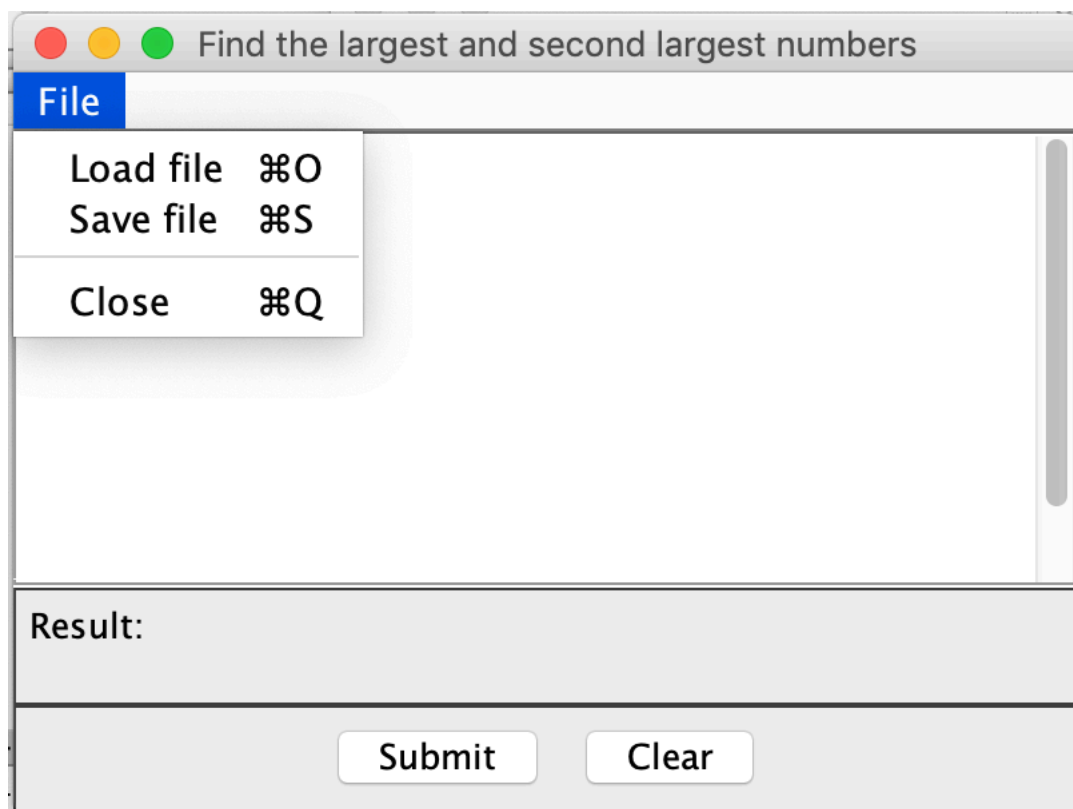 Find the largest and second largest numbers
File
Load file ⌘O
Save file ⌘S
Close ⌘Q
Result:
Submit Clear